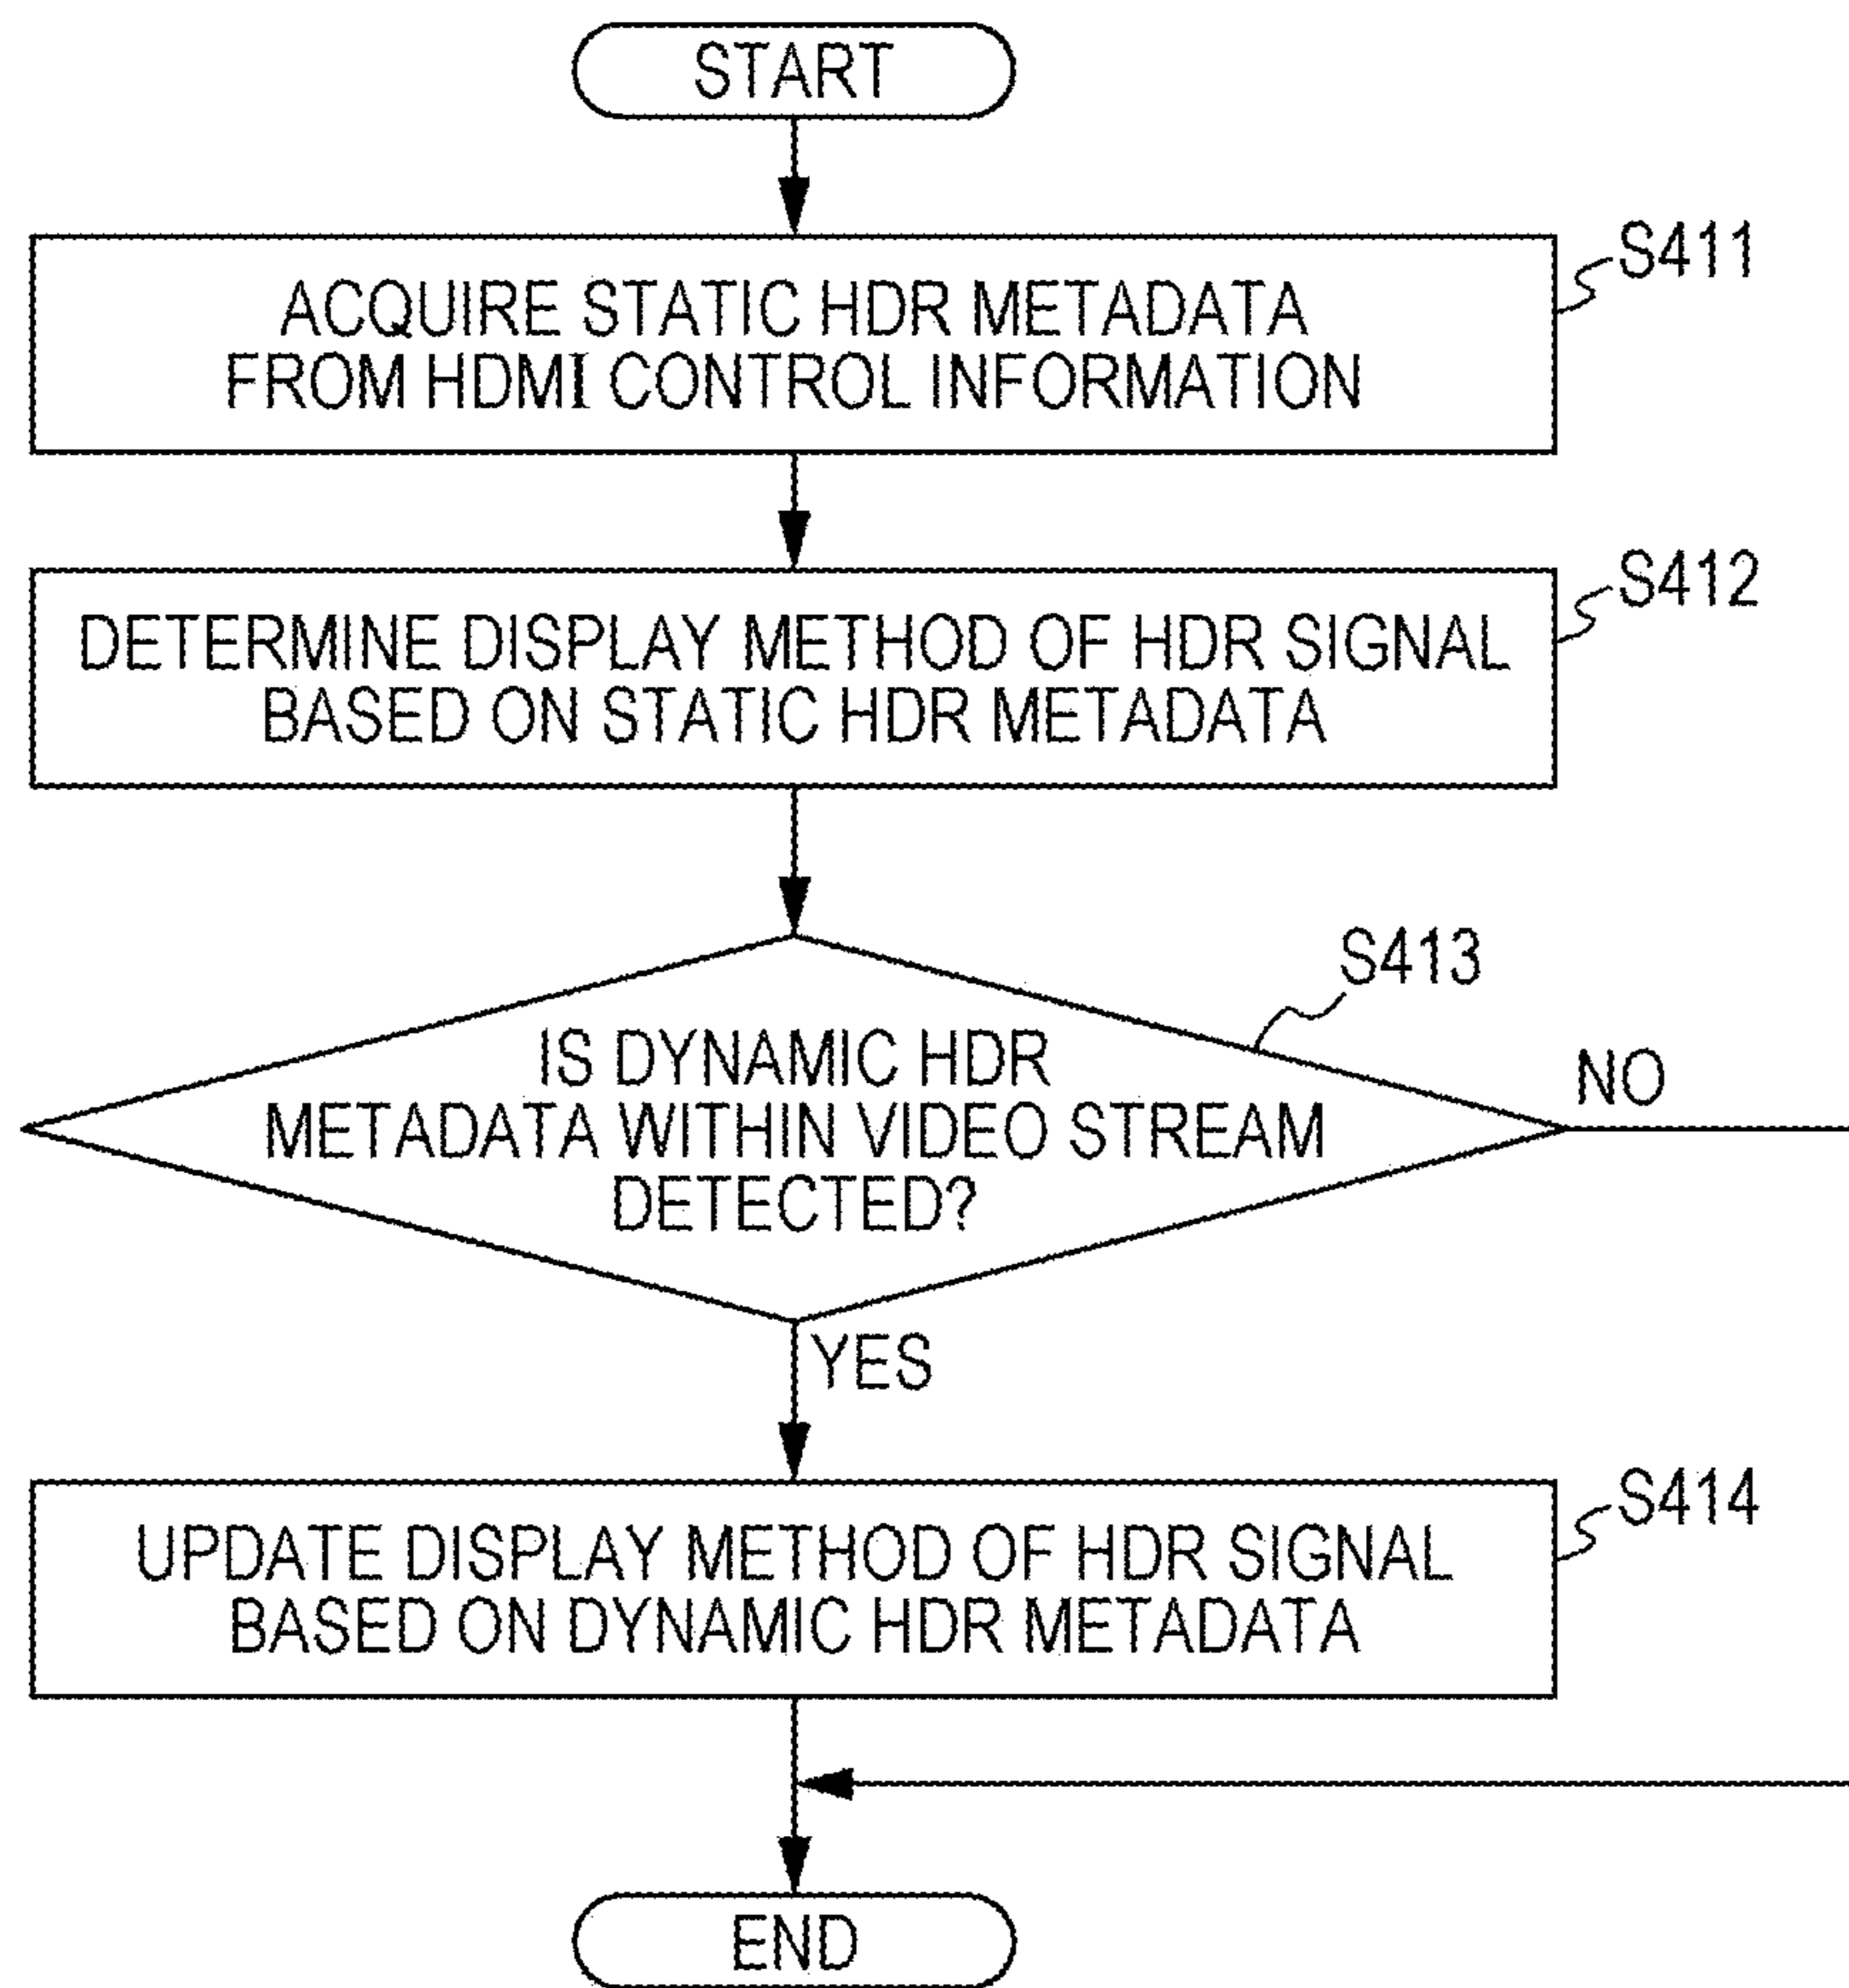 START
S411
ACQUIRE STATIC HDR METADATA
FROM HDMI CONTROL INFORMATION
S412
DETERMINE DISPLAY METHOD OF HDR SIGNAL
BASED ON STATIC HDR METADATA
S413
IS DYNAMIC HDR
METADATA WITHIN VIDEO STREAM
DETECTED?
NO
YES
S414
UPDATE DISPLAY METHOD OF HDR SIGNAL
BASED ON DYNAMIC HDR METADATA
END